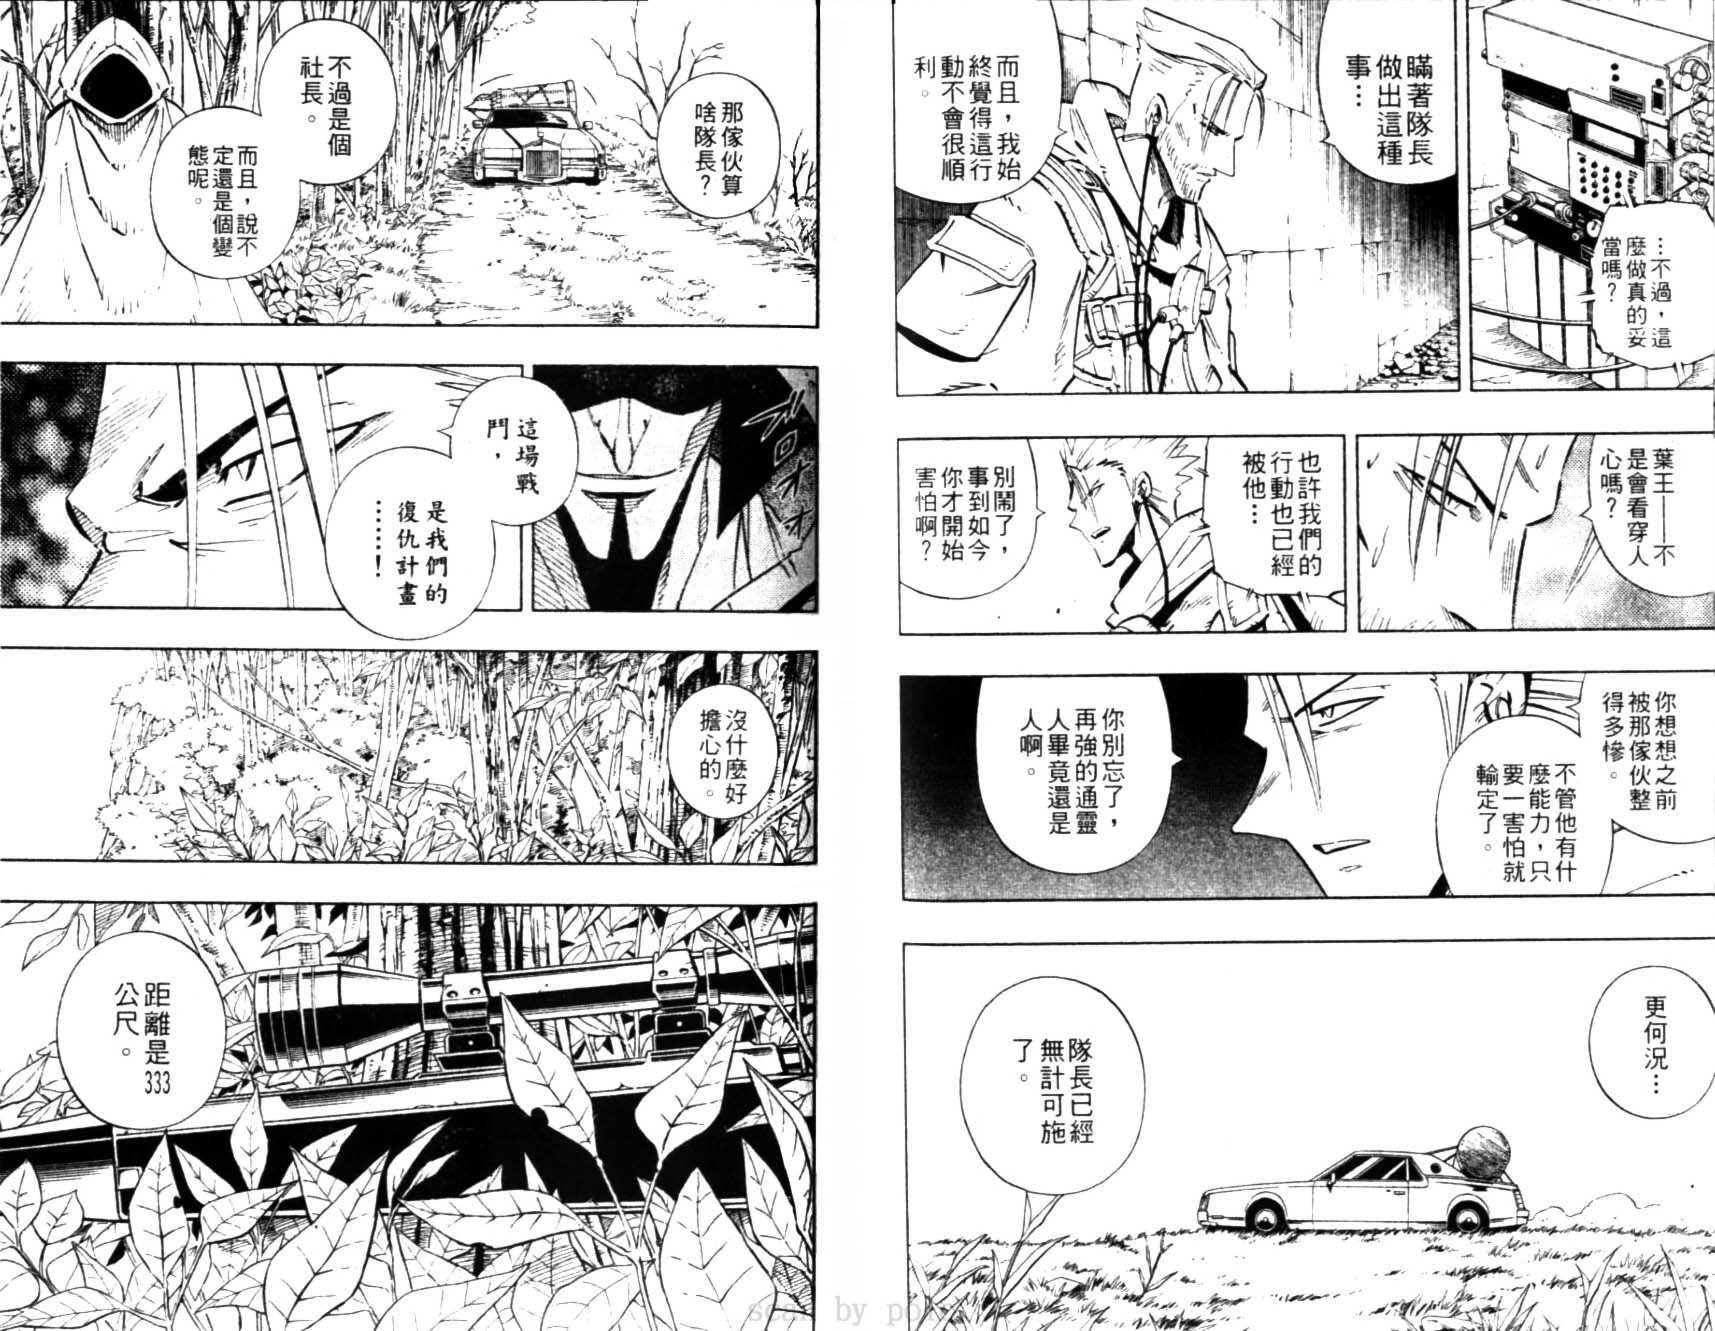 …不過，這
麼做真的妥
當嗎？
瞞著隊長
做出這種
事…
而且，我始
終覺得這行
動不會很順
利。
葉王——不
是會看穿人
心嗎？
也許我們的
行動也已經
被他…
別鬧了，
事到如今
你才開始
害怕啊？
你想想之前
被那傢伙整
得多慘。
不管他有什
麼能力，只
要一害怕就
輸定了。
你別忘了，
再強的通靈
人畢竟還是
人啊。
更何況…
隊長已經
無計可施
了。
那傢伙算
啥隊長？
不過是個
社長。
而且，說不
定還是個變
態呢。
這場戰
鬥，
是我們的
復仇計畫
……！
沒什麼好
擔心的。
距離是333
公尺。